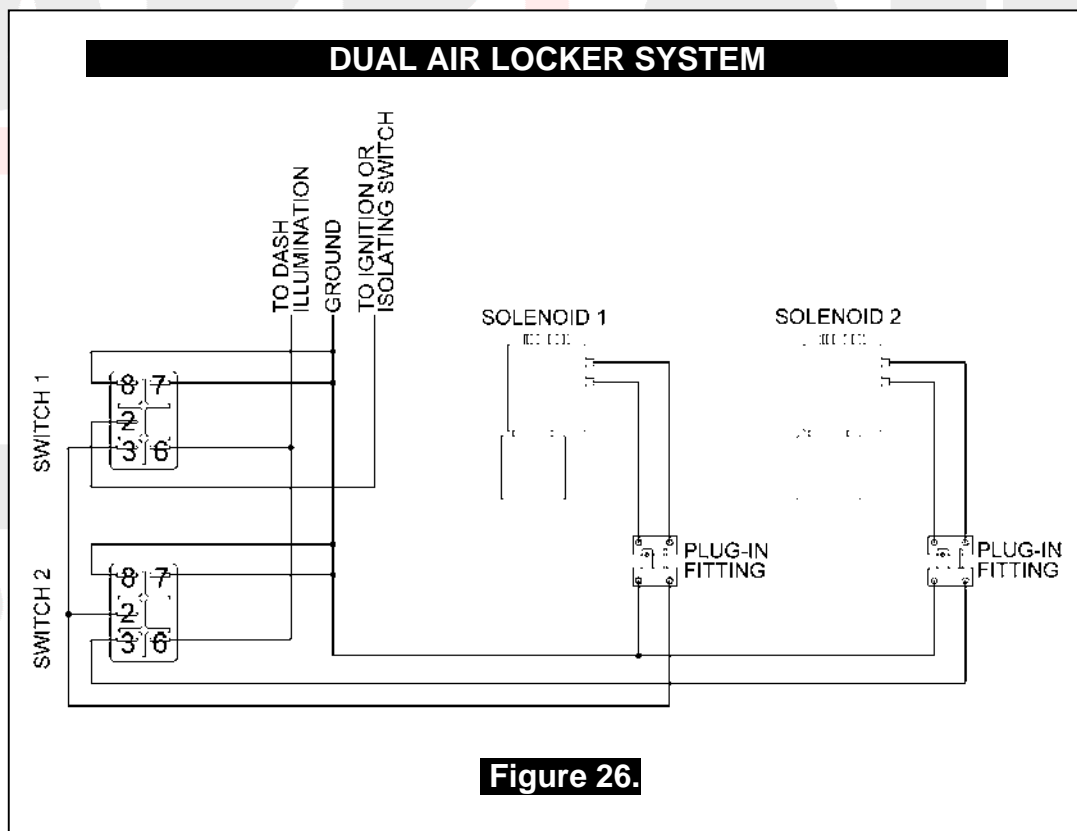 DUAL AIR LOCKER SYSTEM
TO DASH
ILLUMINATION
GROUND
TO IGNITION OR
ISOLATING SWITCH
SOLENOID 1
SOLENOID 2
SWITCH 1
8 7
2
3 6
SWITCH 2
8 7
2
3 6
PLUG-IN
FITTING
PLUG-IN
FITTING
Figure 26.